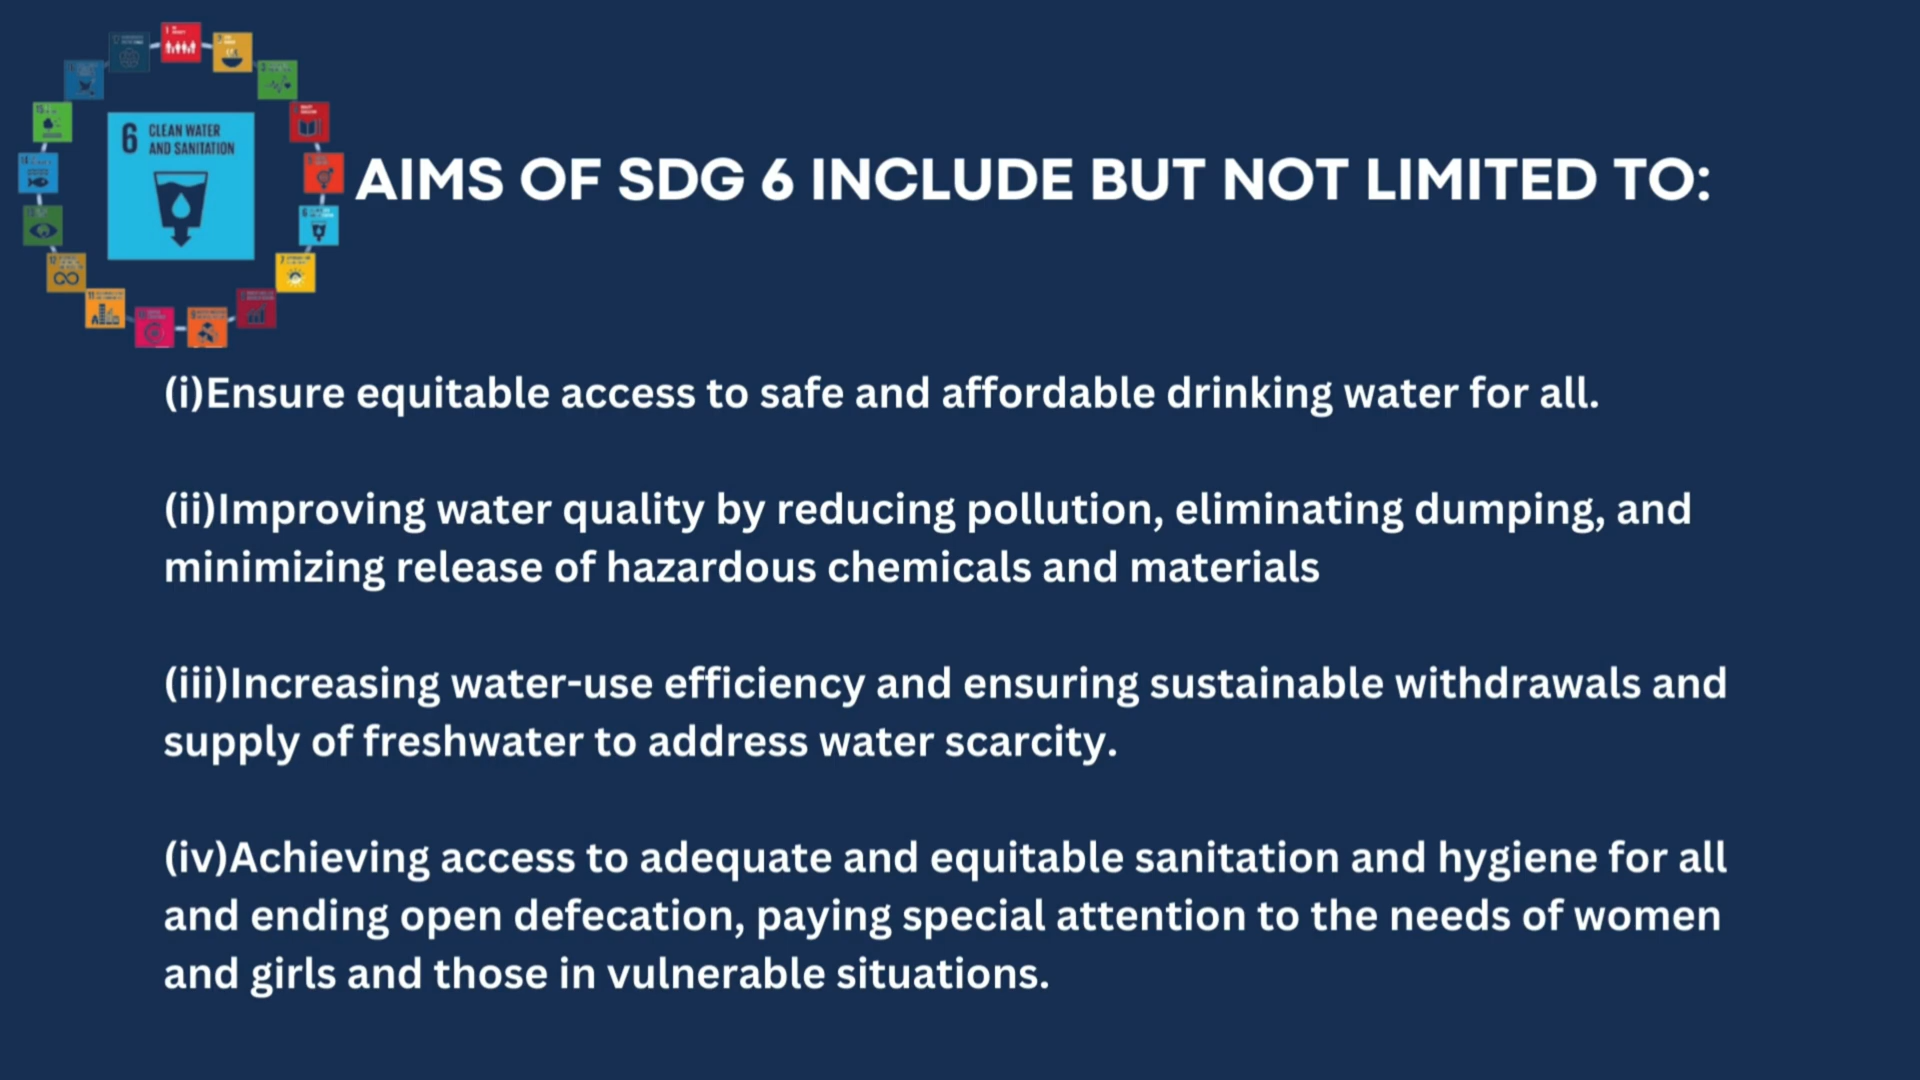 6 CLEAN WATER
AND SANITATION
AIMS OF SDG 6 INCLUDE BUT NOT LIMITED TO:
(i)Ensure equitable access to safe and affordable drinking water for all.
(ii)Improving water quality by reducing pollution, eliminating dumping, and
minimizing release of hazardous chemicals and materials
(iii)Increasing water-use efficiency and ensuring sustainable withdrawals and
supply of freshwater to address water scarcity.
(iv)Achieving access to adequate and equitable sanitation and hygiene for all
and ending open defecation, paying special attention to the needs of women
and girls and those in vulnerable situations.